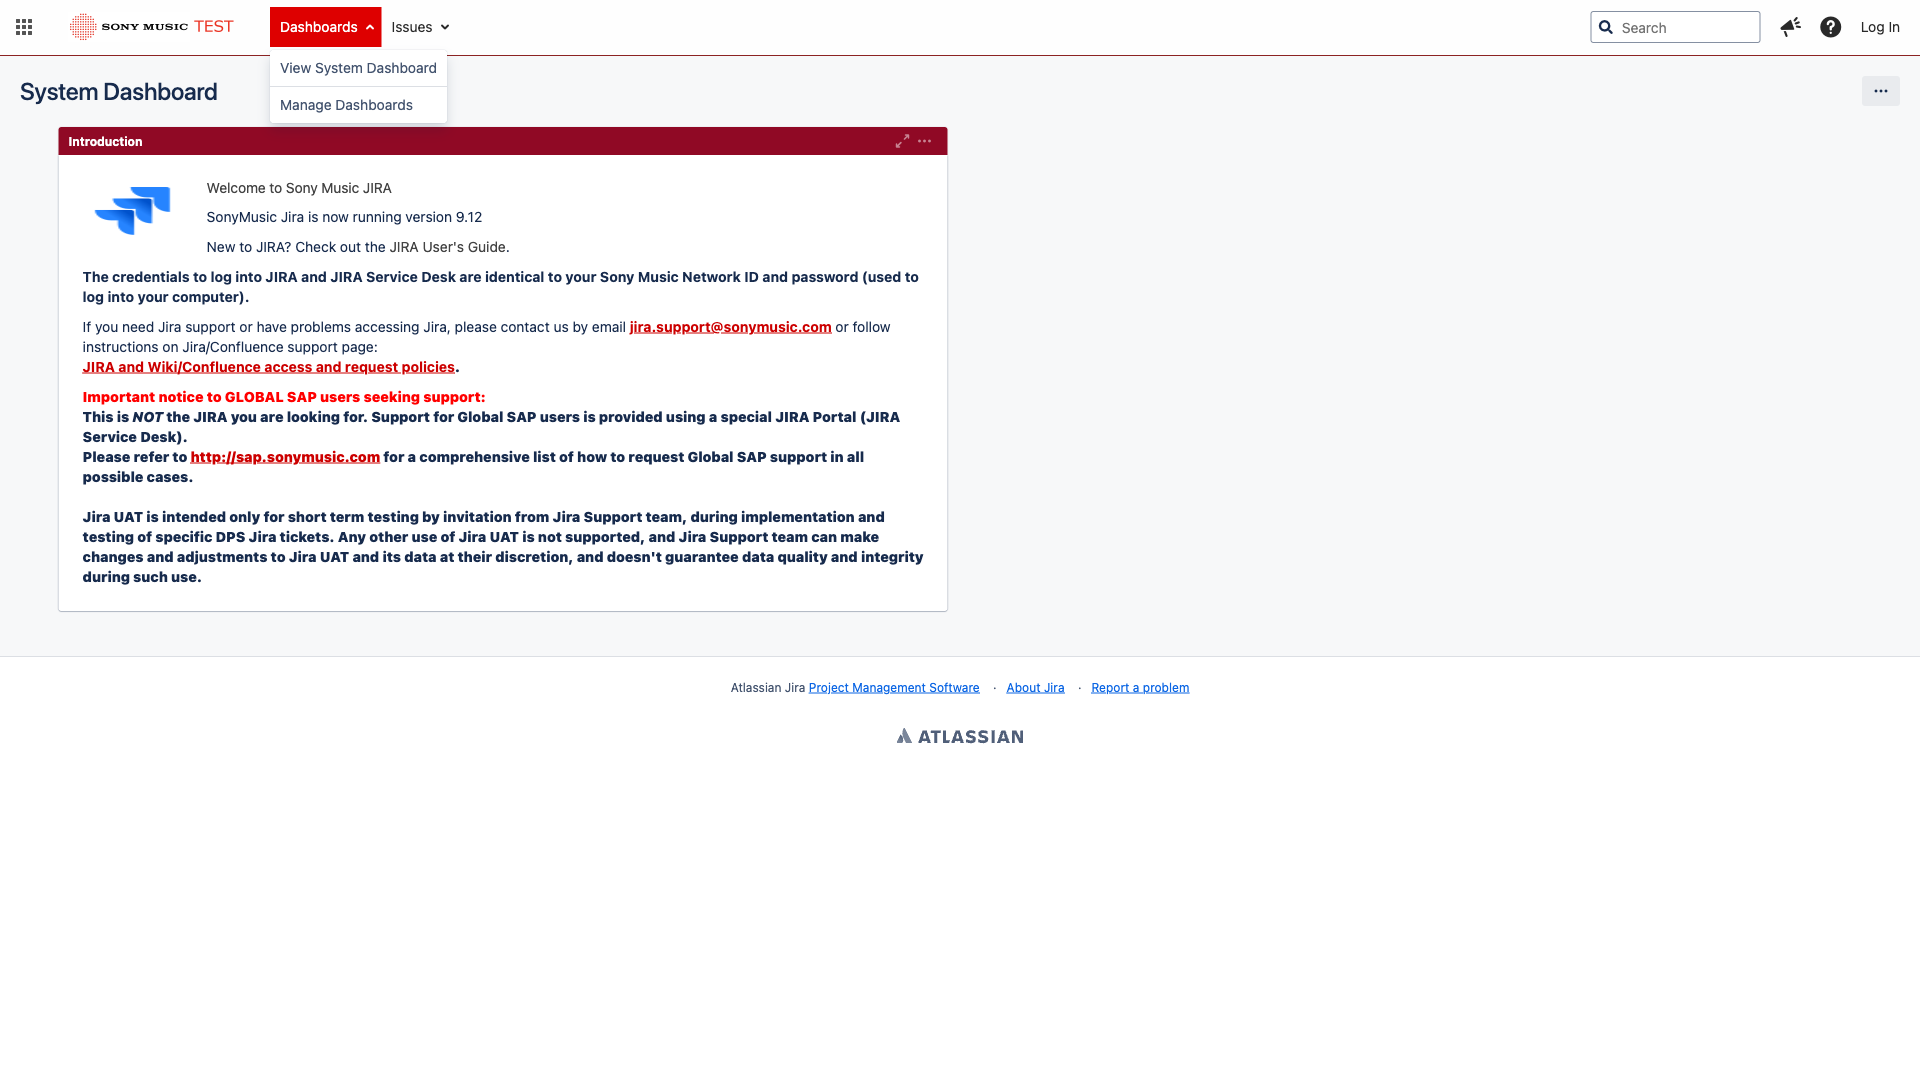 SONY MUSIC TEST
Dashboards
Issues
Search
Log In
View System Dashboard
Manage Dashboards
System Dashboard
Introduction
Welcome to Sony Music JIRA
SonyMusic Jira is now running version 9.12
New to JIRA? Check out the JIRA User's Guide.
The credentials to log into JIRA and JIRA Service Desk are identical to your Sony Music Network ID and password (used to
log into your computer).
If you need Jira support or have problems accessing Jira, please contact us by email jira.support@sonymusic.com or follow
instructions on Jira/Confluence support page:
JIRA and Wiki/Confluence access and request policies.
Important notice to GLOBAL SAP users seeking support:
This is NOT the JIRA you are looking for. Support for Global SAP users is provided using a special JIRA Portal (JIRA
Service Desk).
Please refer to http://sap.sonymusic.com for a comprehensive list of how to request Global SAP support in all
possible cases.
Jira UAT is intended only for short term testing by invitation from Jira Support team, during implementation and
testing of specific DPS Jira tickets. Any other use of Jira UAT is not supported, and Jira Support team can make
changes and adjustments to Jira UAT and its data at their discretion, and doesn't guarantee data quality and integrity
during such use.
Atlassian Jira Project Management Software · About Jira · Report a problem
ATLASSIAN